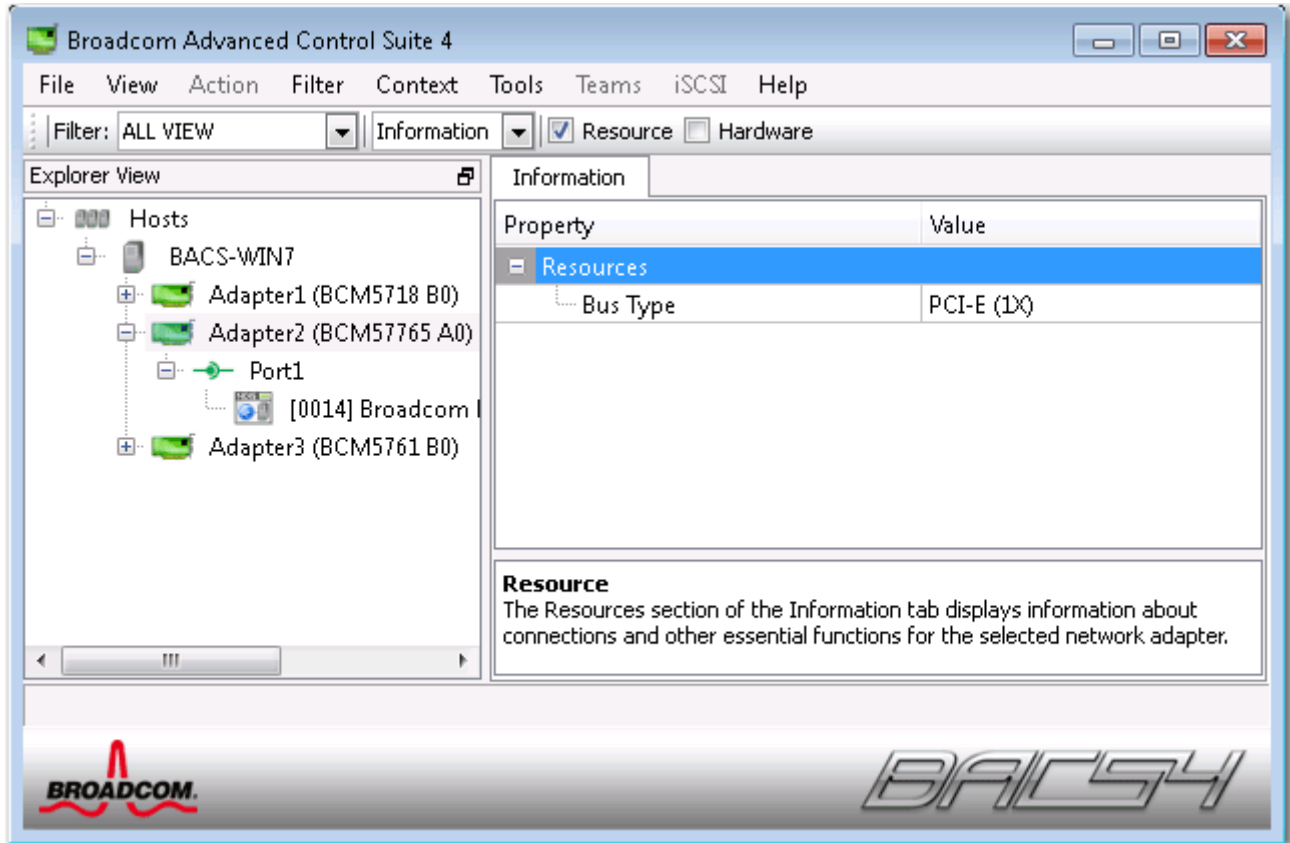 Broadcom Advanced Control Suite 4
File View Action Filter Context Tools Teams iSCSI Help
Filter: ALL VIEW Information Resource Hardware
Explorer View
Information
Hosts
BACS-WIN7
Adapter1 (BCM5718 B0)
Adapter2 (BCM57765 A0)
Port1
[0014] Broadcom
Adapter3 (BCM5761 B0)
Property Value
Resources
Bus Type PCI-E (1X)
Resource
The Resources section of the Information tab displays information about
connections and other essential functions for the selected network adapter.
BROADCOM.
BACS4